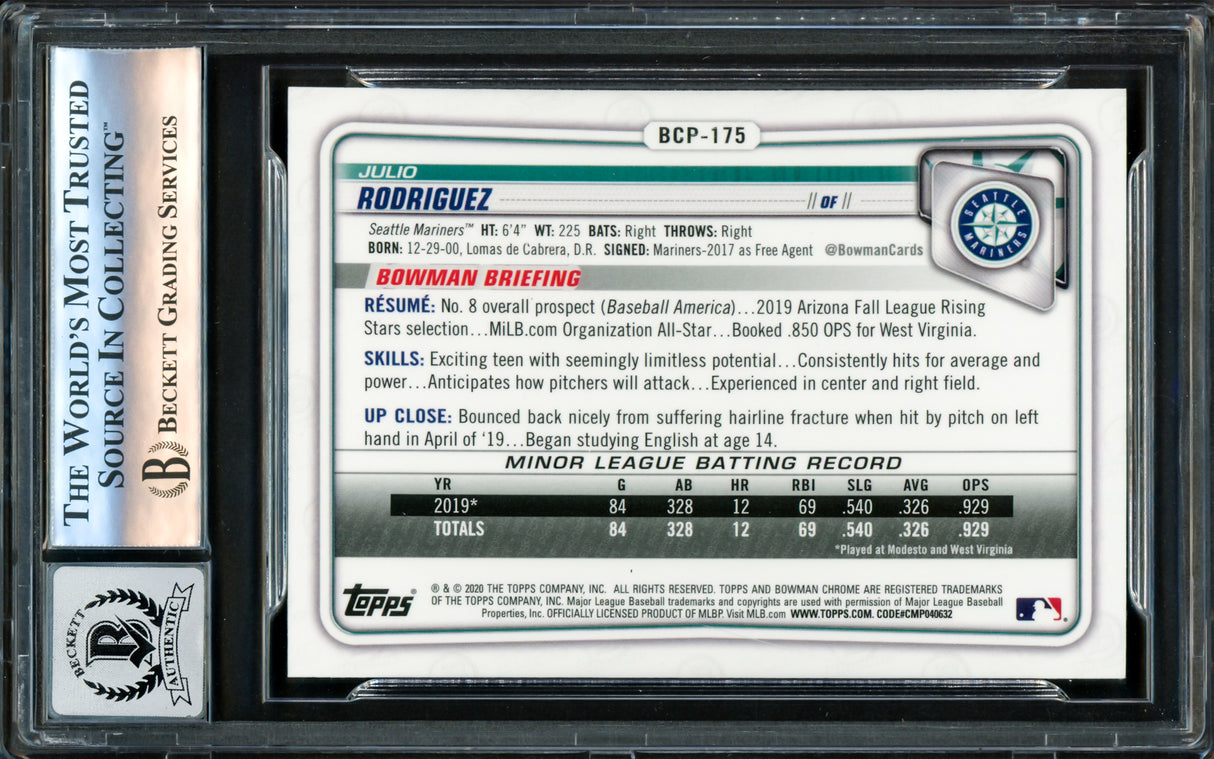 THE WORLD'S MOST TRUSTED
SOURCE IN COLLECTING™
BECKETT GRADING SERVICES
B
BECKETT
B
AUTHENTIC
BCP-175
JULIO
RODRIGUEZ
// OF //
SEATTLE
MARINERS
Seattle Mariners™ HT: 6'4" WT: 225 BATS: Right THROWS: Right
BORN: 12-29-00, Lomas de Cabrera, D.R. SIGNED: Mariners-2017 as Free Agent @BowmanCards
BOWMAN BRIEFING
RÉSUMÉ: No. 8 overall prospect (Baseball America)...2019 Arizona Fall League Rising
Stars selection...MiLB.com Organization All-Star...Booked .850 OPS for West Virginia.
SKILLS: Exciting teen with seemingly limitless potential...Consistently hits for average and
power...Anticipates how pitchers will attack...Experienced in center and right field.
UP CLOSE: Bounced back nicely from suffering hairline fracture when hit by pitch on left
hand in April of '19...Began studying English at age 14.
MINOR LEAGUE BATTING RECORD
YR G AB HR RBI SLG AVG OPS
2019* 84 328 12 69 .540 .326 .929
TOTALS 84 328 12 69 .540 .326 .929
*Played at Modesto and West Virginia
Topps®
® & © 2020 THE TOPPS COMPANY, INC. ALL RIGHTS RESERVED. TOPPS AND BOWMAN CHROME ARE REGISTERED TRADEMARKS
OF THE TOPPS COMPANY, INC. Major League Baseball trademarks and copyrights are used with permission of Major League Baseball
Properties, Inc. OFFICIALLY LICENSED PRODUCT OF MLBP. Visit MLB.com WWW.TOPPS.COM. CODE#CMP040632